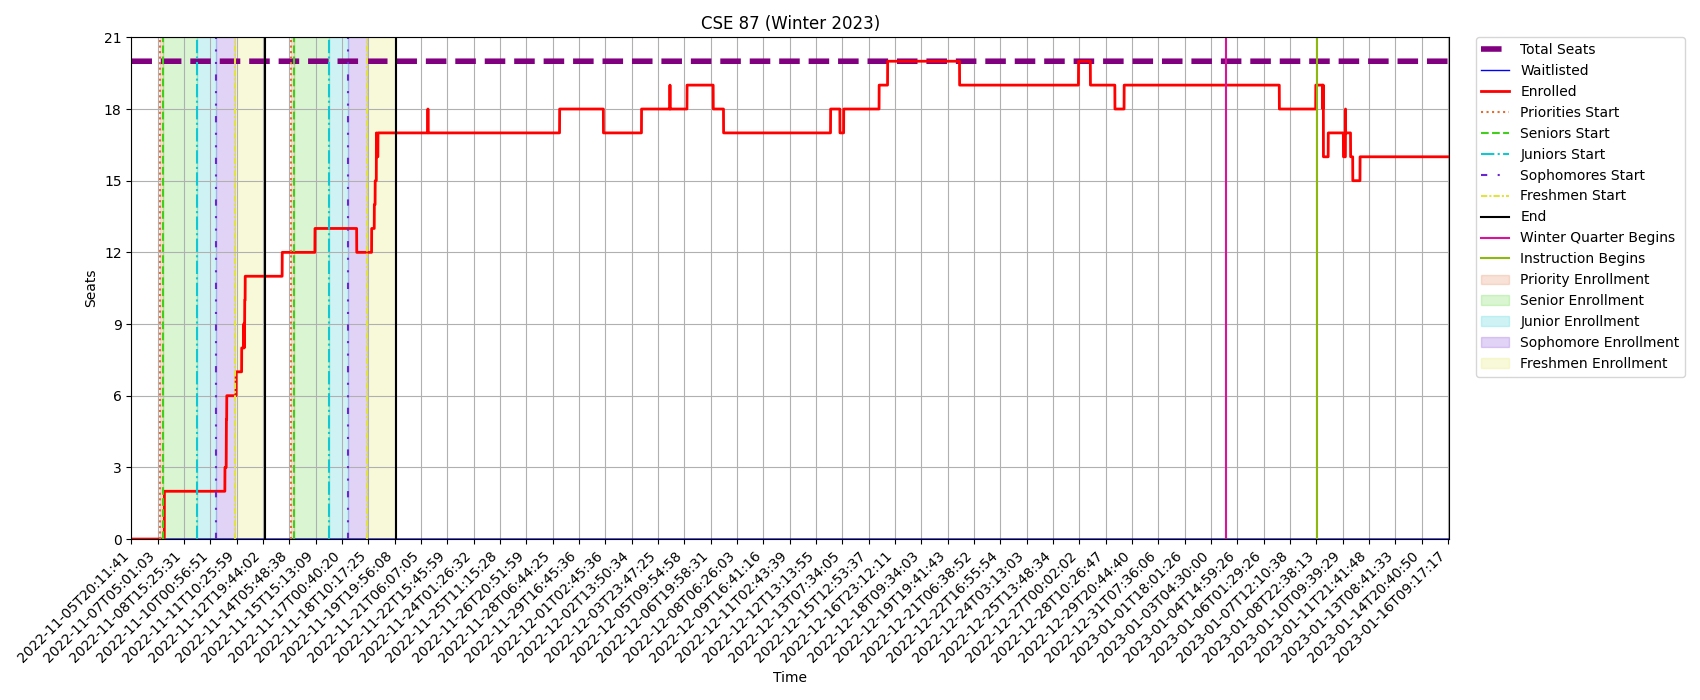 CSE 87 (Winter 2023)
21
18
15
12
9
6
3
0
Seats
2022-11-05T20:11:41
2022-11-07T05:01:03
2022-11-08T15:25:31
2022-11-10T00:56:51
2022-11-11T10:25:59
2022-11-12T19:44:02
2022-11-14T05:48:39
2022-11-15T15:13:09
2022-11-17T00:40:20
2022-11-18T10:17:25
2022-11-19T19:56:08
2022-11-21T06:07:05
2022-11-22T15:45:59
2022-11-24T01:26:32
2022-11-25T11:15:28
2022-11-26T20:51:59
2022-11-28T06:44:25
2022-11-29T16:45:36
2022-12-01T02:45:36
2022-12-02T13:50:34
2022-12-03T23:47:25
2022-12-05T09:54:58
2022-12-06T19:58:31
2022-12-08T06:26:03
2022-12-09T16:41:16
2022-12-11T02:43:39
2022-12-12T13:13:55
2022-12-13T07:34:05
2022-12-15T12:53:37
2022-12-16T23:12:11
2022-12-18T09:34:03
2022-12-19T19:41:43
2022-12-21T06:38:52
2022-12-22T16:55:54
2022-12-24T03:13:03
2022-12-25T13:48:34
2022-12-27T00:02:02
2022-12-28T10:26:47
2022-12-29T20:44:40
2022-12-31T07:36:06
2023-01-01T18:01:26
2023-01-03T04:30:00
2023-01-04T14:59:26
2023-01-06T01:29:26
2023-01-07T12:10:38
2023-01-08T22:38:13
2023-01-10T09:39:29
2023-01-11T21:41:48
2023-01-13T08:41:33
2023-01-14T20:40:50
2023-01-16T09:17:17
Time
Total Seats
Waitlisted
Enrolled
Priorities Start
Seniors Start
Juniors Start
Sophomores Start
Freshmen Start
End
Winter Quarter Begins
Instruction Begins
Priority Enrollment
Senior Enrollment
Junior Enrollment
Sophomore Enrollment
Freshmen Enrollment